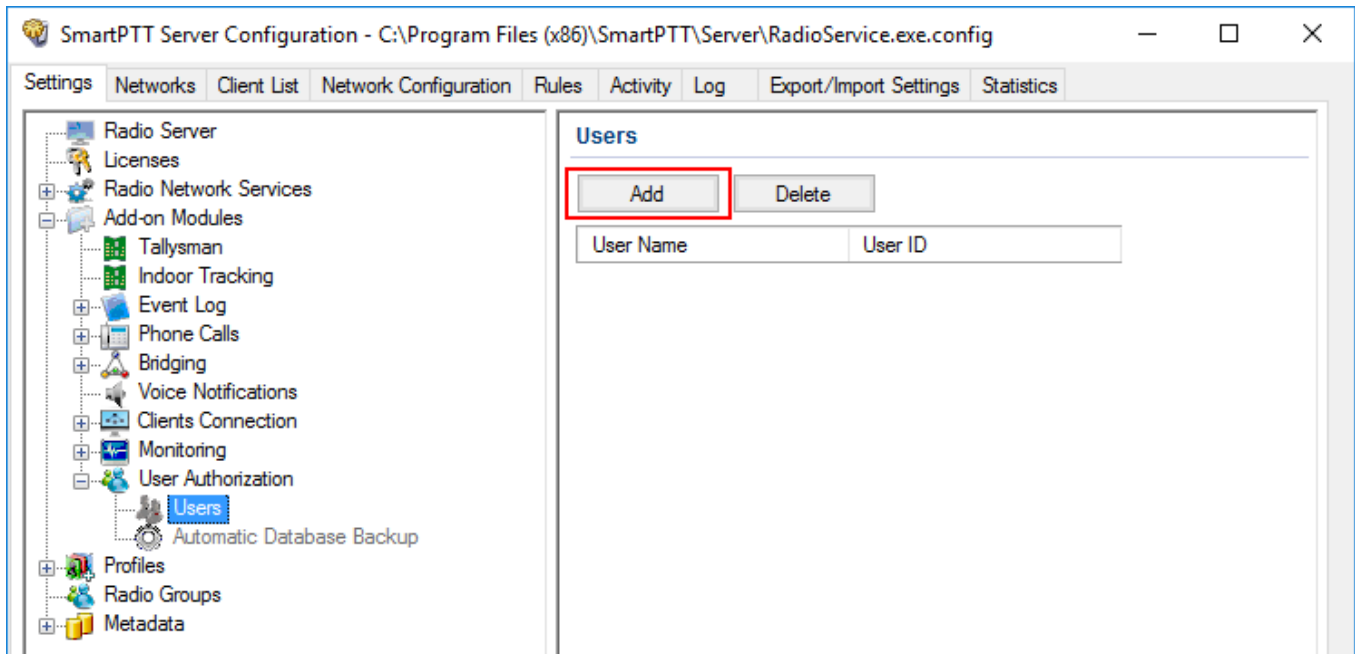 SmartPTT Server Configuration - C:\Program Files (x86)\SmartPTT\Server\RadioService.exe.config
Settings Networks Client List Network Configuration Rules Activity Log Export/Import Settings Statistics
Radio Server
Licenses
Radio Network Services
Add-on Modules
Tallysman
Indoor Tracking
Event Log
Phone Calls
Bridging
Voice Notifications
Clients Connection
Monitoring
User Authorization
Users
Automatic Database Backup
Profiles
Radio Groups
Metadata
Users
Add Delete
User Name User ID